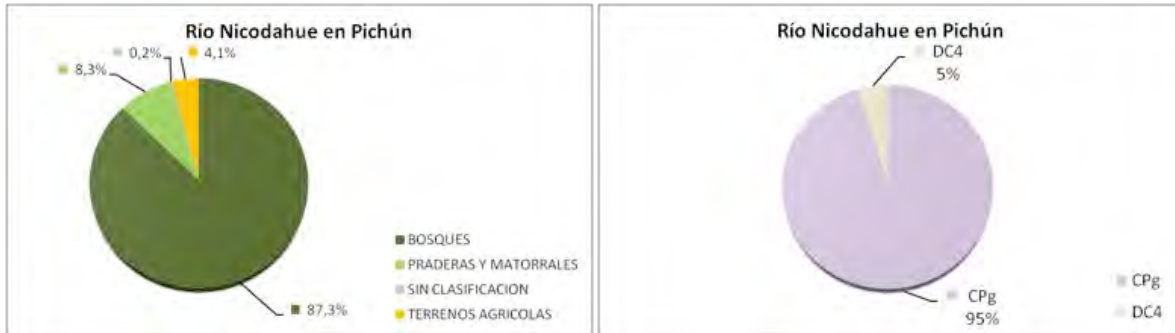 Río Nicodahue en Pichún
0,2%
4,1%
8,3%
BOSQUES
PRADERAS Y MATORRALES
SIN CLASIFICACION
TERRENOS AGRICOLAS
87,3%
Río Nicodahue en Pichún
DC4
5%
CPg
DC4
CPg
95%